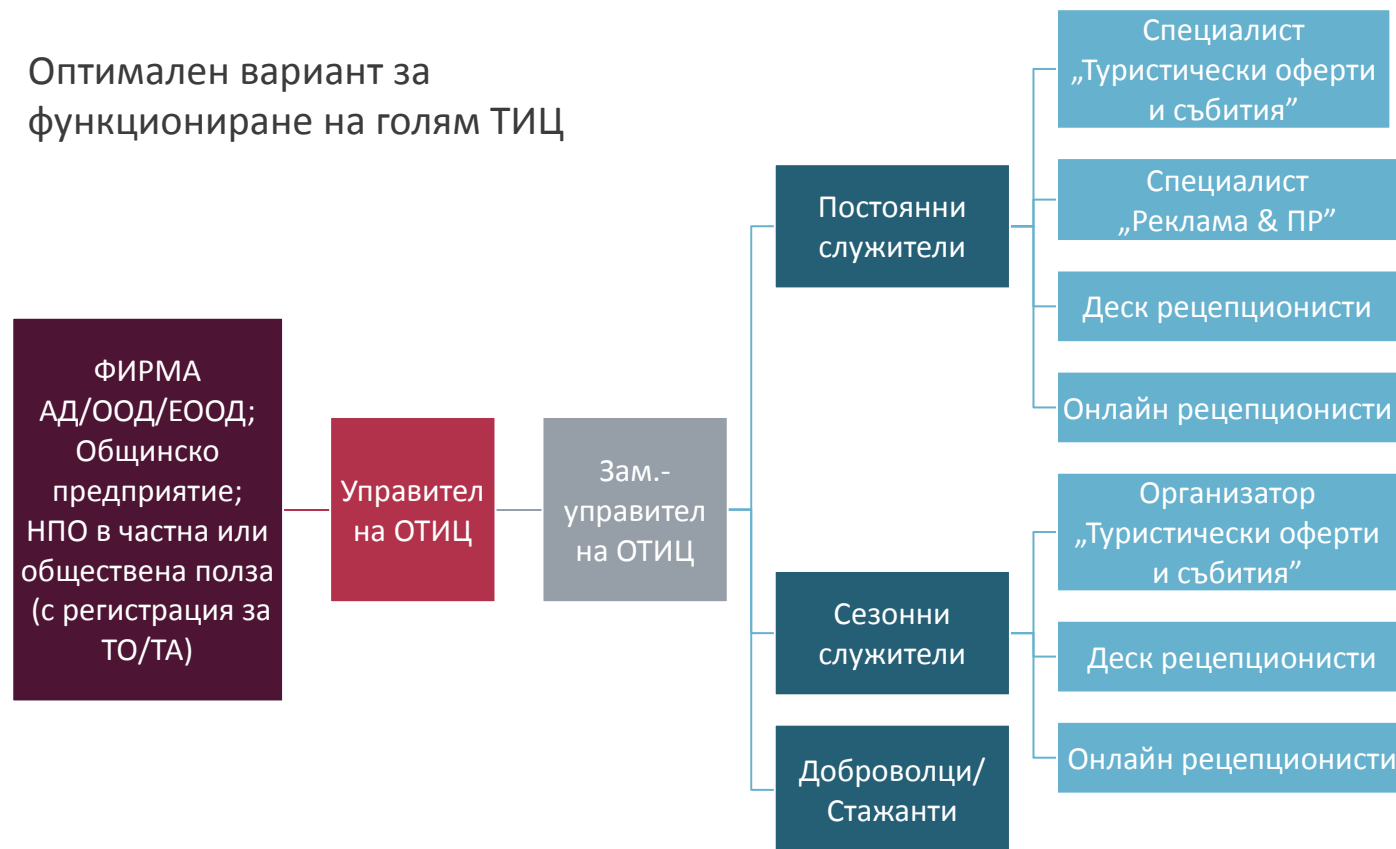 Оптимален вариант за
функциониране на голям ТИЦ
ФИРМА
АД/ООД/ЕООД;
Общинско
предприятие;
НПО в частна или
обществена полза
(с регистрация за
ТО/ТА)
Управител
на ОТИЦ
Зам.-
управител
на ОТИЦ
Постоянни
служители
Специалист
„Туристически оферти
и събития”
Специалист
„Реклама & ПР”
Деск рецепционисти
Онлайн рецепционисти
Сезонни
служители
Организатор
„Туристически оферти
и събития”
Деск рецепционисти
Онлайн рецепционисти
Доброволци/
Стажанти